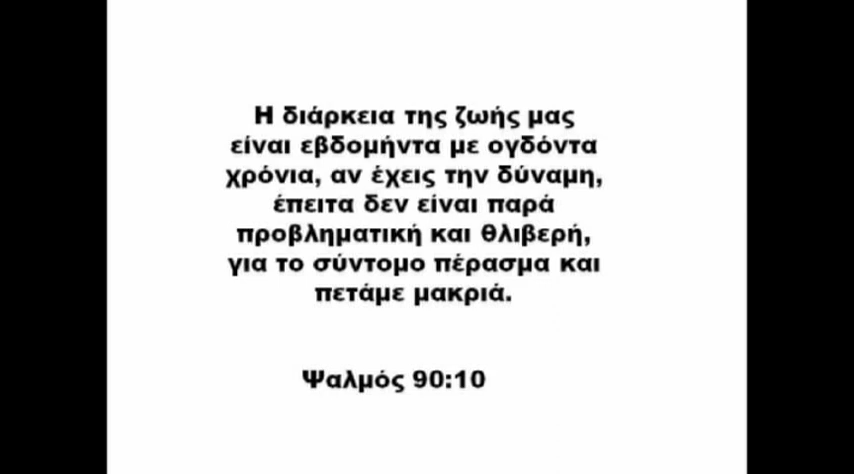 Η διάρκεια της ζωής μας
είναι εβδομήντα με ογδόντα
χρόνια, αν έχεις την δύναμη,
έπειτα δεν είναι παρά
προβληματική και θλιβερή,
για το σύντομο πέρασμα και
πετάμε μακριά.
Ψαλμός 90:10